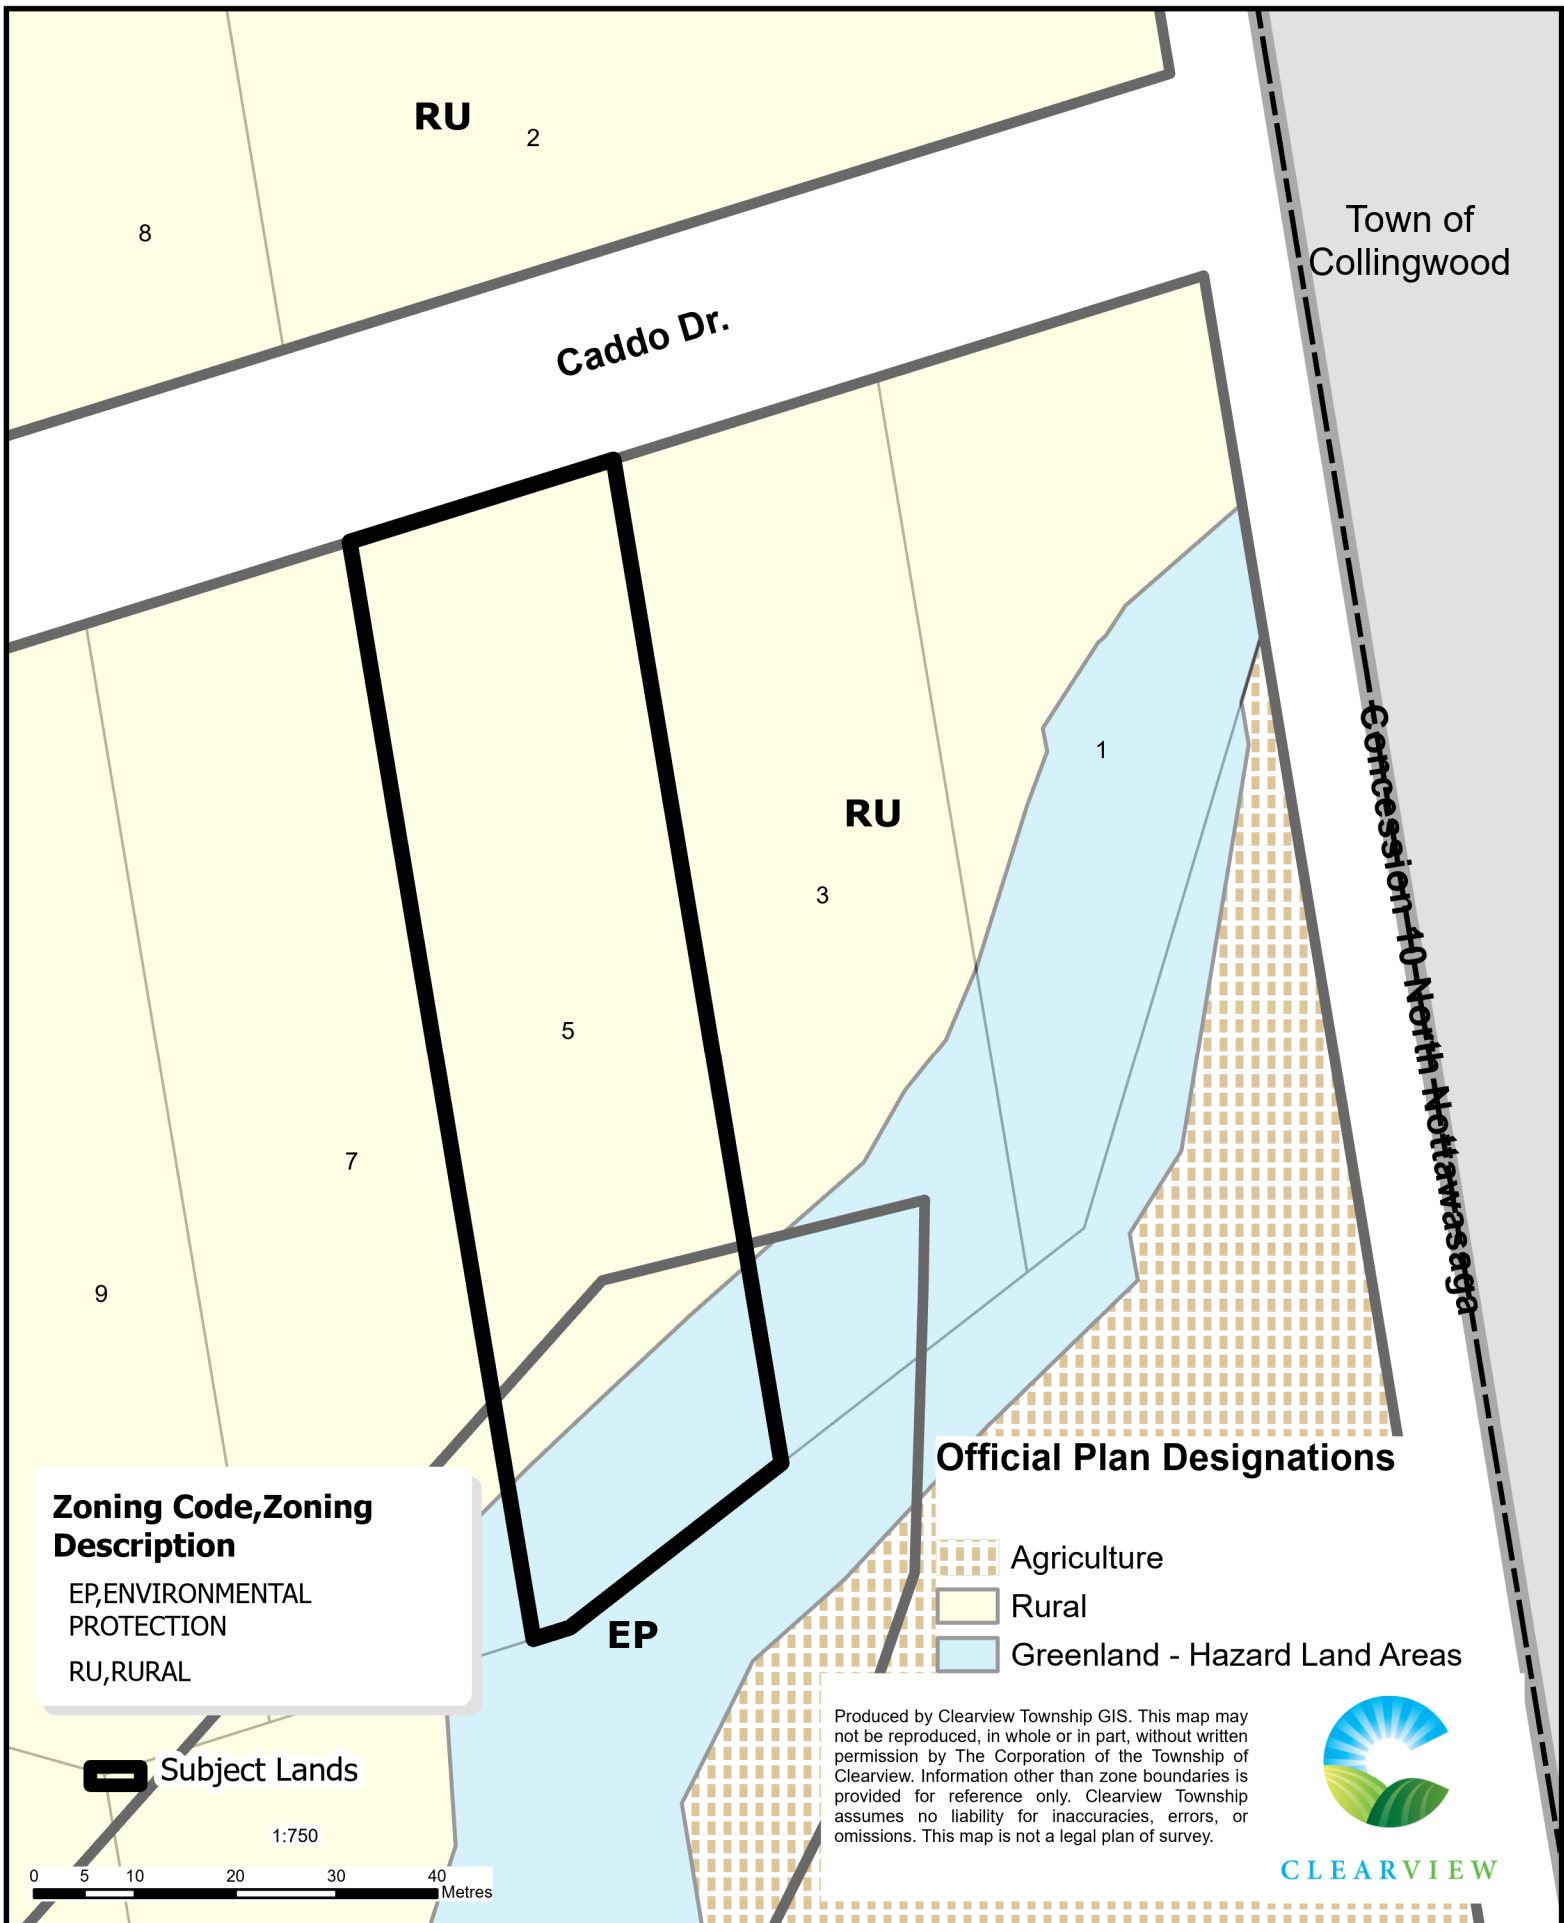 RU
2
8
Town of
Collingwood
Caddo Dr.
1
RU
3
Concession 10 North Nottawasaga
5
7
9
Official Plan Designations
Agriculture
Rural
Greenland - Hazard Land Areas
Zoning Code,Zoning
Description
EP,ENVIRONMENTAL
PROTECTION
RU,RURAL
EP
Subject Lands
1:750
0 5 10 20 30 40
Metres
Produced by Clearview Township GIS. This map may
not be reproduced, in whole or in part, without written
permission by The Corporation of the Township of
Clearview. Information other than zone boundaries is
provided for reference only. Clearview Township
assumes no liability for inaccuracies, errors, or
omissions. This map is not a legal plan of survey.
CLEARVIEW